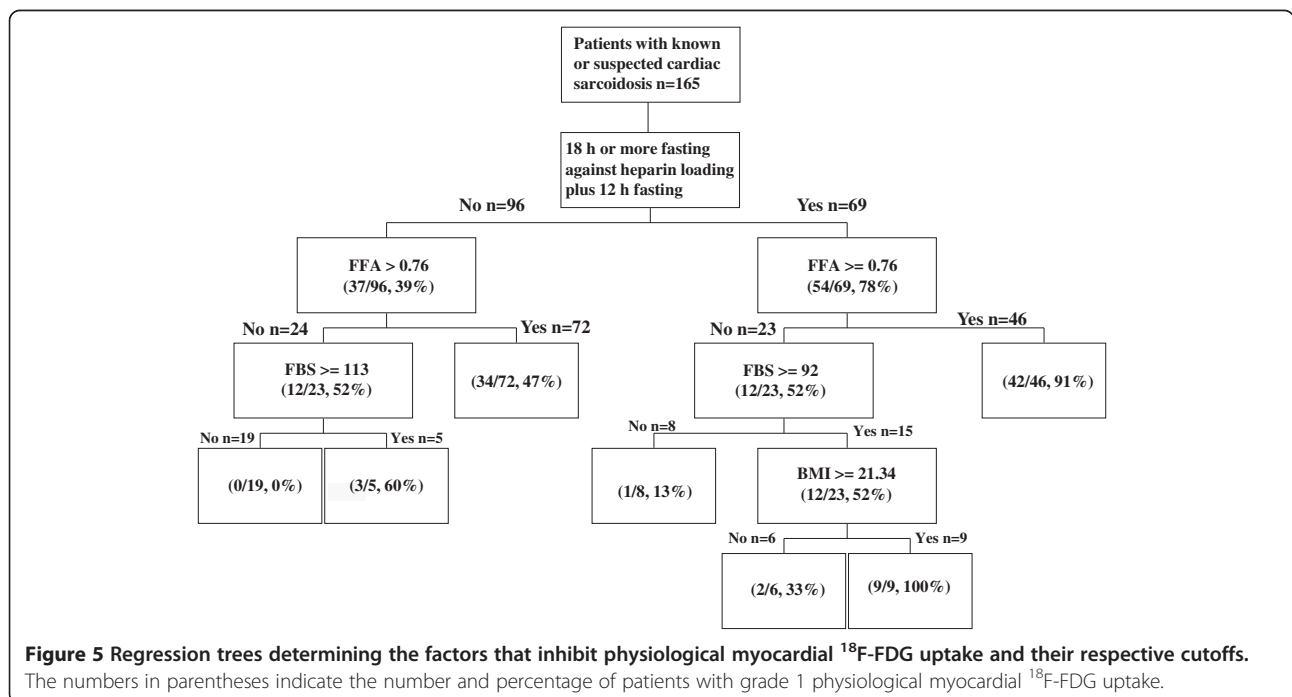 Patients with known
or suspected cardiac
sarcoidosis n=165
18 h or more fasting
against heparin loading
plus 12 h fasting
No n=96
Yes n=69
FFA > 0.76
(37/96, 39%)
FFA >= 0.76
(54/69, 78%)
No n=24
Yes n=72
No n=23
Yes n=46
FBS >= 113
(12/23, 52%)
(34/72, 47%)
FBS >= 92
(12/23, 52%)
(42/46, 91%)
No n=19
Yes n=5
No n=8
Yes n=15
(0/19, 0%)
(3/5, 60%)
(1/8, 13%)
BMI >= 21.34
(12/23, 52%)
No n=6
Yes n=9
(2/6, 33%)
(9/9, 100%)
Figure 5 Regression trees determining the factors that inhibit physiological myocardial ¹⁸F-FDG uptake and their respective cutoffs.
The numbers in parentheses indicate the number and percentage of patients with grade 1 physiological myocardial ¹⁸F-FDG uptake.